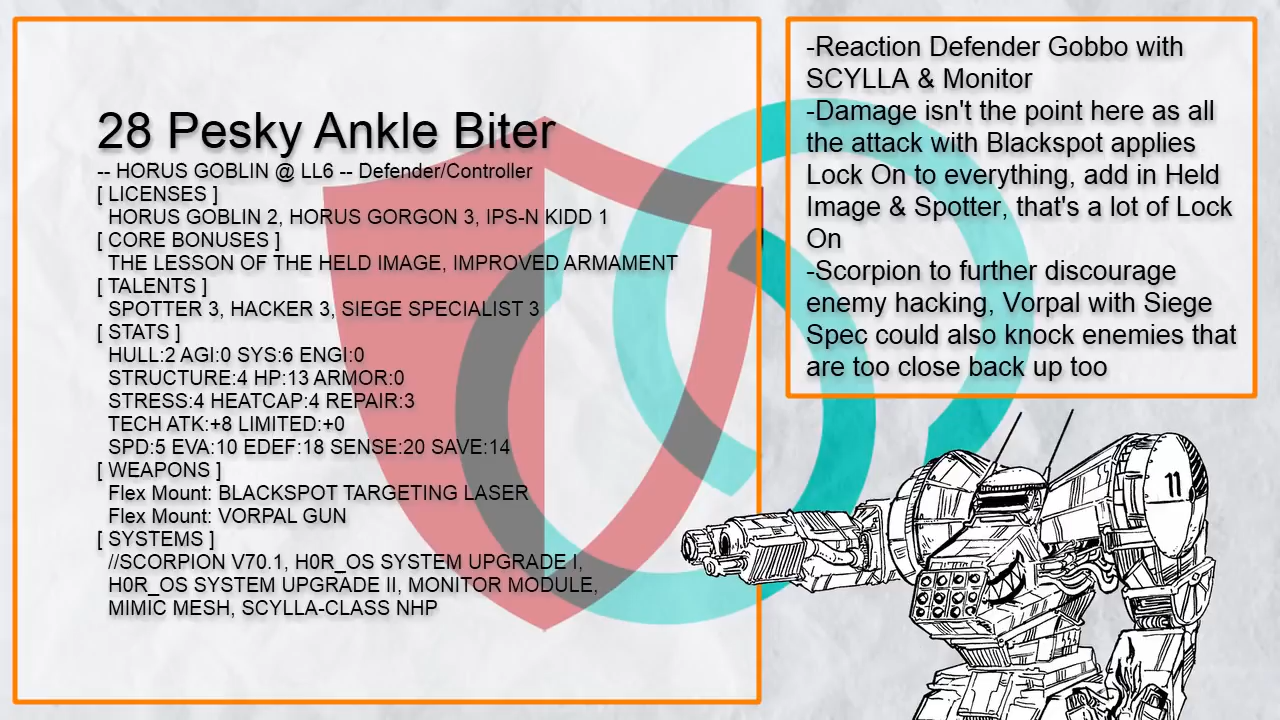 28 Pesky Ankle Biter
-- HORUS GOBLIN @ LL6 -- Defender/Controller
[ LICENSES ]
HORUS GOBLIN 2, HORUS GORGON 3, IPS-N KIDD 1
[ CORE BONUSES ]
THE LESSON OF THE HELD IMAGE, IMPROVED ARMAMENT
[ TALENTS ]
SPOTTER 3, HACKER 3, SIEGE SPECIALIST 3
[ STATS ]
HULL:2 AGI:0 SYS:6 ENGI:0
STRUCTURE:4 HP:13 ARMOR:0
STRESS:4 HEATCAP:4 REPAIR:3
TECH ATK:+8 LIMITED:+0
SPD:5 EVA:10 EDEF:18 SENSE:20 SAVE:14
[ WEAPONS ]
Flex Mount: BLACKSPOT TARGETING LASER
Flex Mount: VORPAL GUN
[ SYSTEMS ]
//SCORPION V70.1, H0R_OS SYSTEM UPGRADE I,
H0R_OS SYSTEM UPGRADE II, MONITOR MODULE,
MIMIC MESH, SCYLLA-CLASS NHP
-Reaction Defender Gobbo with
SCYLLA & Monitor
-Damage isn't the point here as all
the attack with Blackspot applies
Lock On to everything, add in Held
Image & Spotter, that's a lot of Lock
On
-Scorpion to further discourage
enemy hacking, Vorpal with Siege
Spec could also knock enemies that
are too close back up too
11